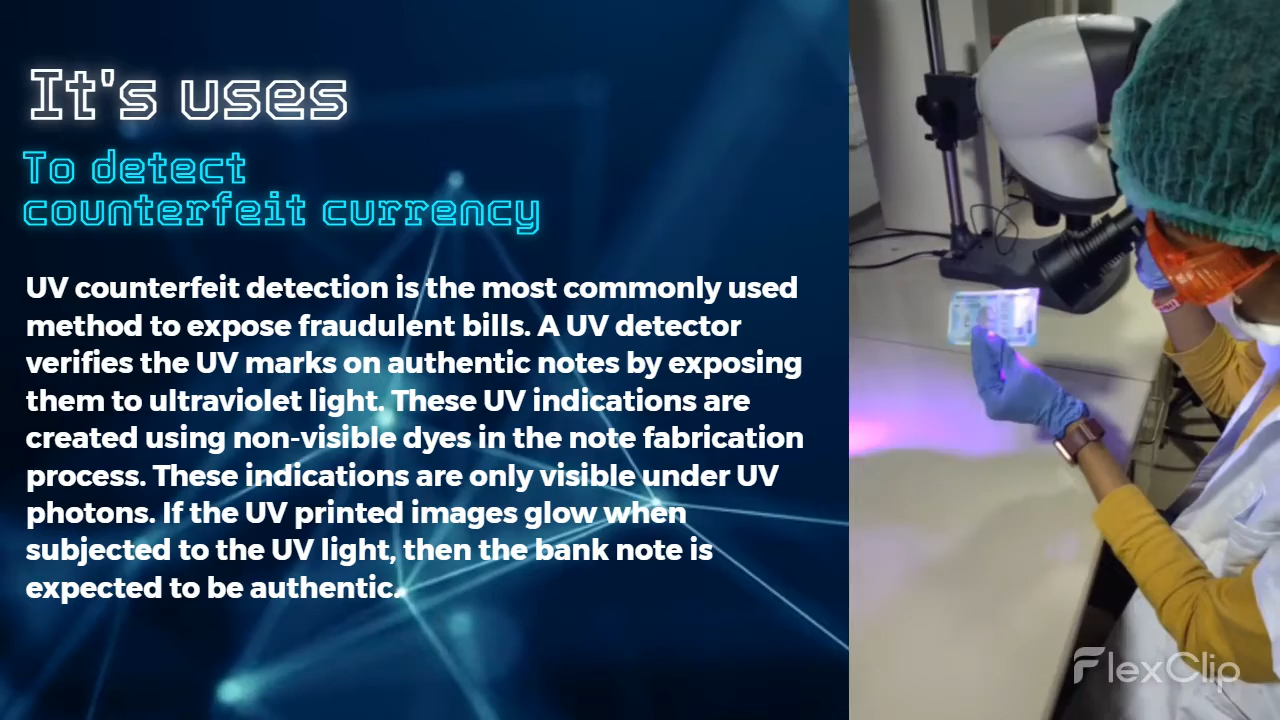 It's uses
To detect
counterfeit currency
UV counterfeit detection is the most commonly used
method to expose fraudulent bills. A UV detector
verifies the UV marks on authentic notes by exposing
them to ultraviolet light. These UV indications are
created using non-visible dyes in the note fabrication
process. These indications are only visible under UV
photons. If the UV printed images glow when
subjected to the UV light, then the bank note is
expected to be authentic.
FlexClip